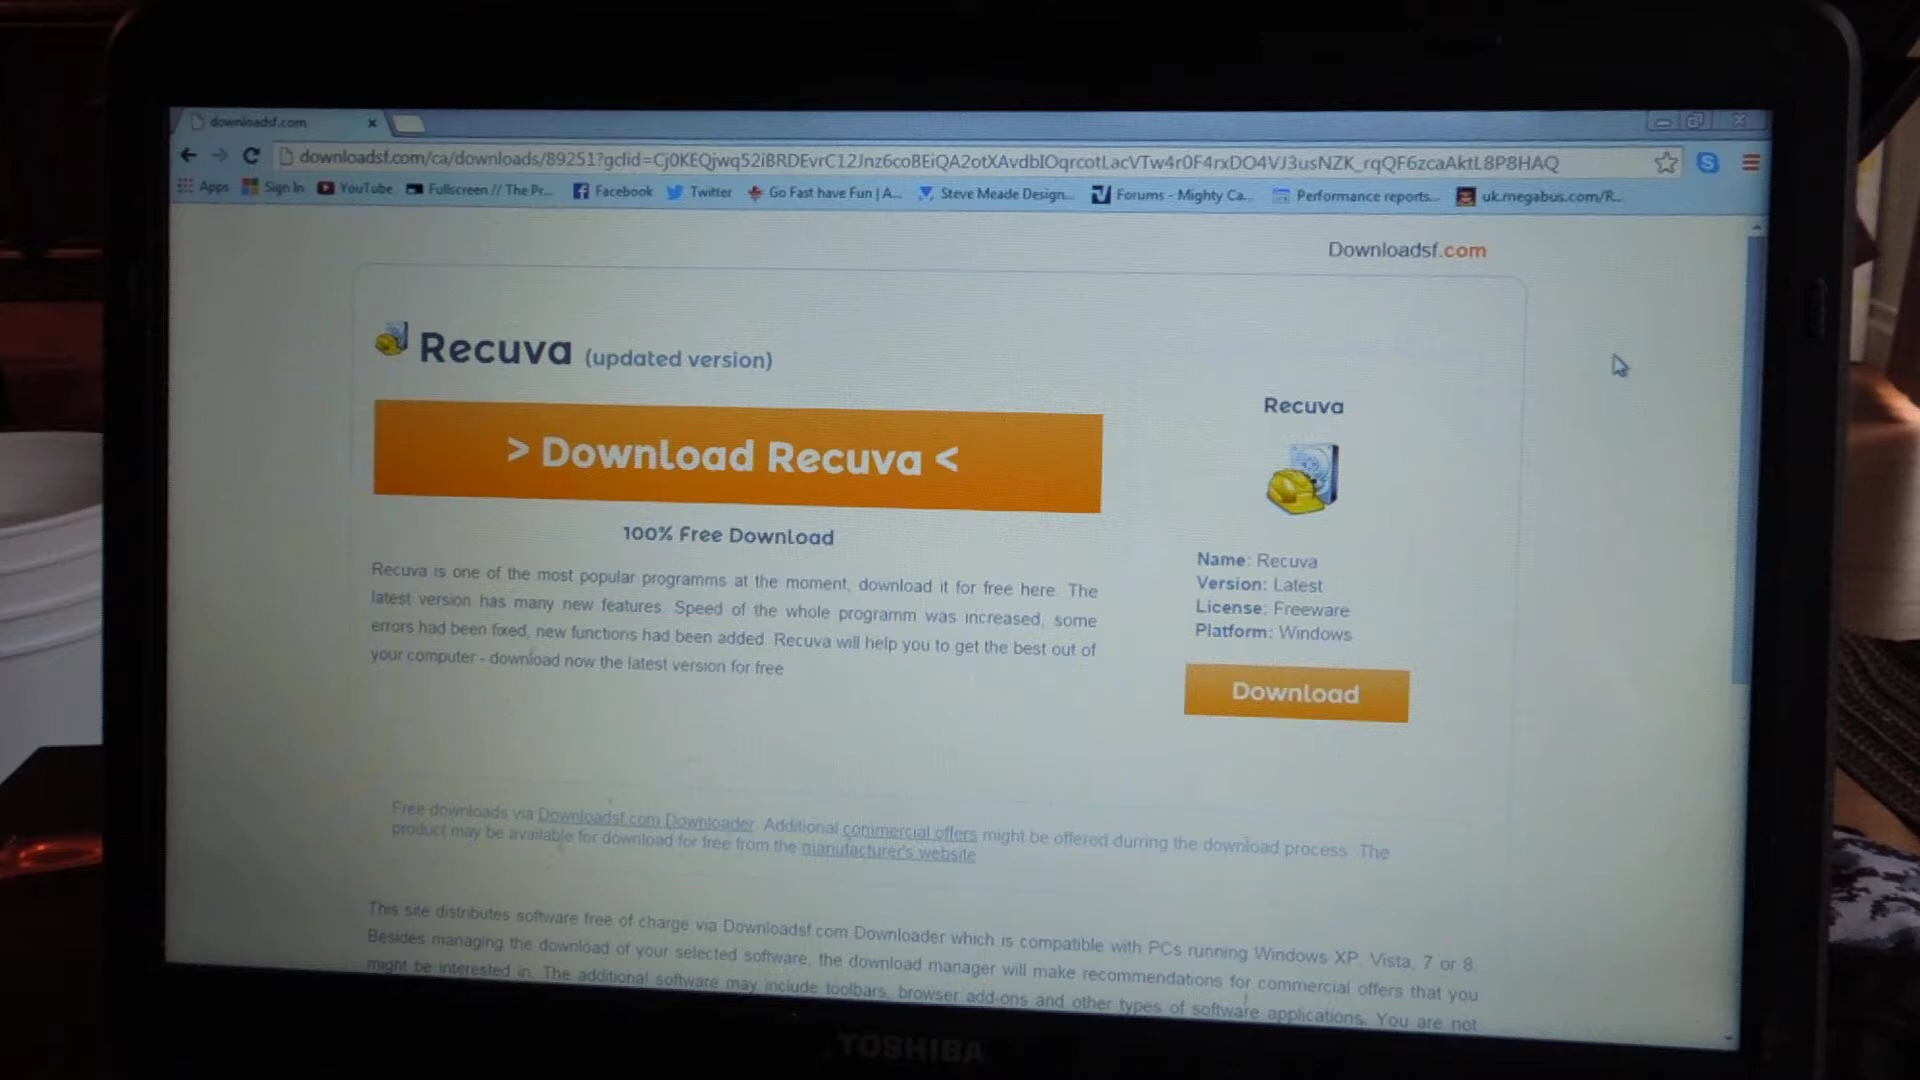 downloadsf.com
downloadsf.com/ca/downloads/89251?gclid=Cj0KEQjwq52iBRDEvrC12Jnz6coBEiQA2otXAvdbIOqrcotLacVTw4r0F4rxDO4VJ3usNZK_rqQF6zcaAktL8P8HAQ
Apps Sign In YouTube Fullscreen // The Pr... Facebook Twitter Go Fast have Fun | A... Steve Meade Design... Forums - Mighty Ca... Performance reports... uk.megabus.com/R...
Downloadsf.com
Recuva (updated version)
> Download Recuva <
100% Free Download
Recuva is one of the most popular programms at the moment, download it for free here. The
latest version has many new features. Speed of the whole programm was increased, some
errors had been fixed, new functions had been added. Recuva will help you to get the best out of
your computer - download now the latest version for free
Recuva
Name: Recuva
Version: Latest
License: Freeware
Platform: Windows
Download
Free downloads via Downloadsf.com Downloader. Additional commercial offers might be offered durring the download process. The
product may be available for download for free from the manufacturer's website
This site distributes software free of charge via Downloadsf.com Downloader which is compatible with PCs running Windows XP, Vista, 7 or 8.
Besides managing the download of your selected software, the download manager will make recommendations for commercial offers that you
might be interested in. The additional software may include toolbars, browser add-ons and other types of software applications. You are not
TOSHIBA